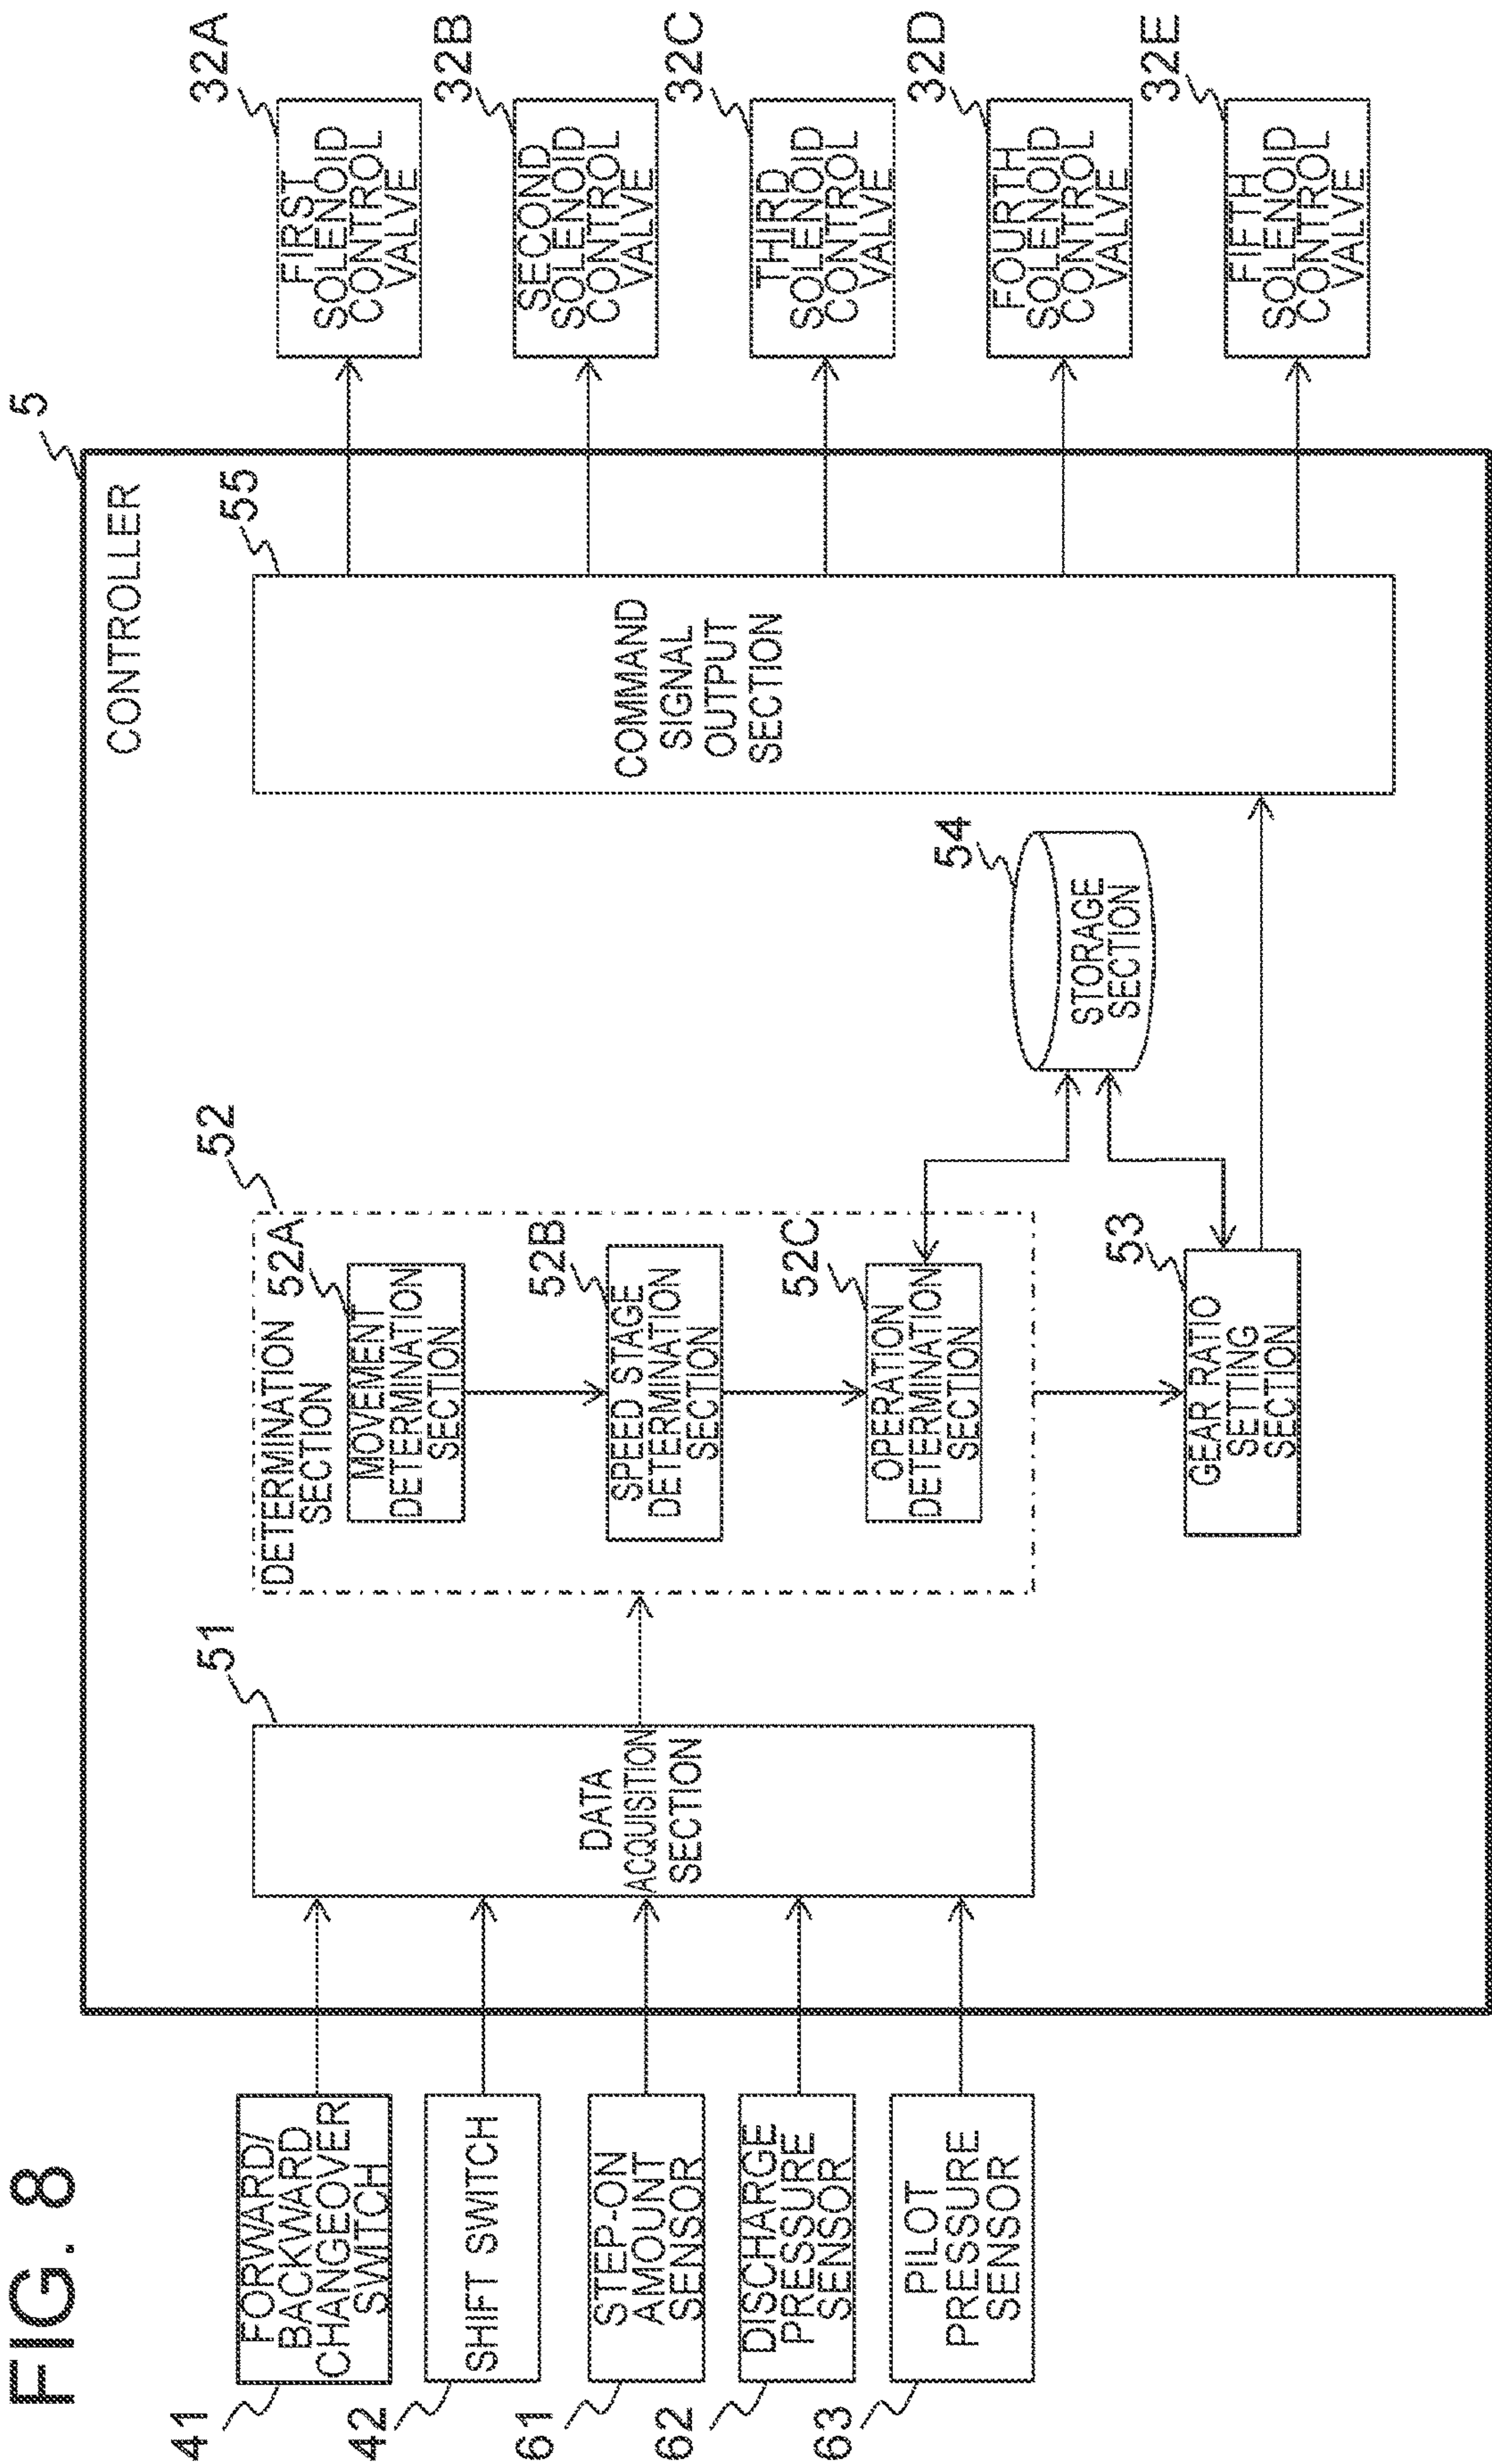 FIG. 8
41
FORWARD/
BACKWARD
CHANGEOVER
SWITCH
42
SHIFT SWITCH
61
STEP-ON
AMOUNT
SENSOR
62
DISCHARGE
PRESSURE
SENSOR
63
PILOT
PRESSURE
SENSOR
5
CONTROLLER
51
DATA
ACQUISITION
SECTION
52
DETERMINATION
SECTION
52A
MOVEMENT
DETERMINATION
SECTION
52B
SPEED STAGE
DETERMINATION
SECTION
52C
OPERATION
DETERMINATION
SECTION
53
GEAR RATIO
SETTING
SECTION
54
STORAGE
SECTION
55
COMMAND
SIGNAL
OUTPUT
SECTION
32A
FIRST
SOLENOID
CONTROL
VALVE
32B
SECOND
SOLENOID
CONTROL
VALVE
32C
THIRD
SOLENOID
CONTROL
VALVE
32D
FOURTH
SOLENOID
CONTROL
VALVE
32E
FIFTH
SOLENOID
CONTROL
VALVE